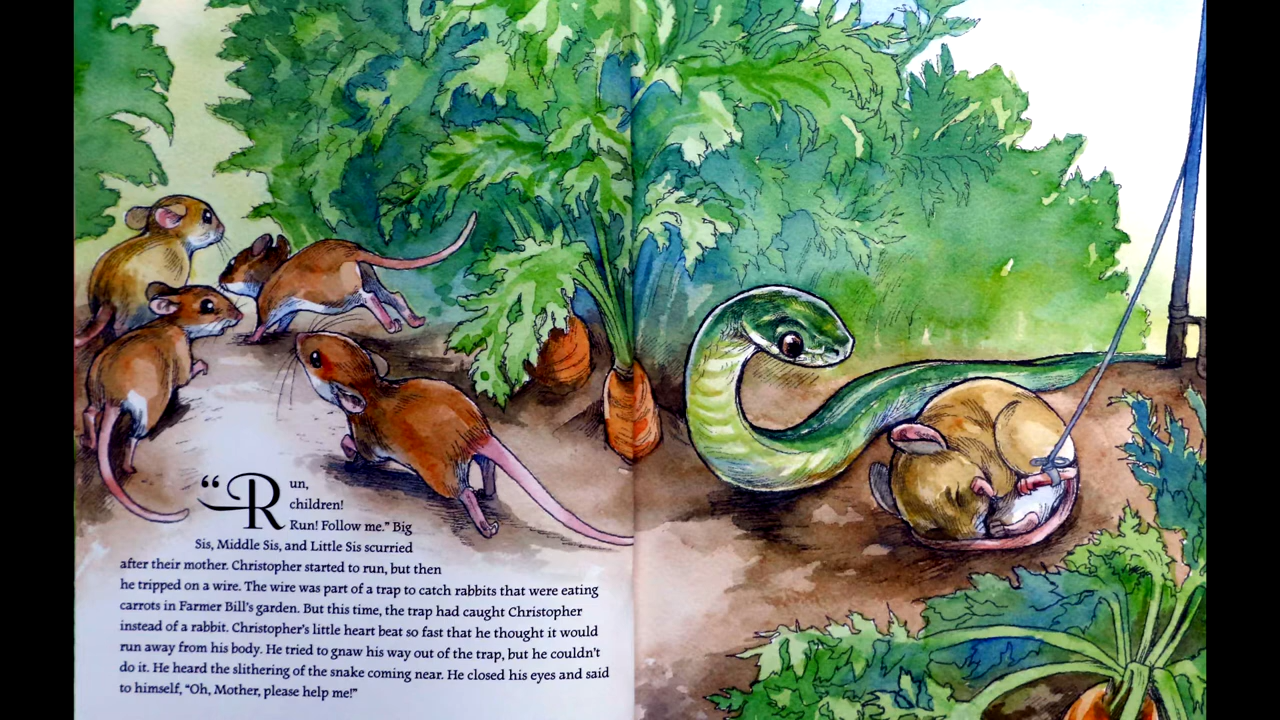 “Run,
children!
Run! Follow me.” Big
Sis, Middle Sis, and Little Sis scurried
after their mother. Christopher started to run, but then
he tripped on a wire. The wire was part of a trap to catch rabbits that were eating
carrots in Farmer Bill’s garden. But this time, the trap had caught Christopher
instead of a rabbit. Christopher’s little heart beat so fast that he thought it would
run away from his body. He tried to gnaw his way out of the trap, but he couldn’t
do it. He heard the slithering of the snake coming near. He closed his eyes and said
to himself, “Oh, Mother, please help me!”